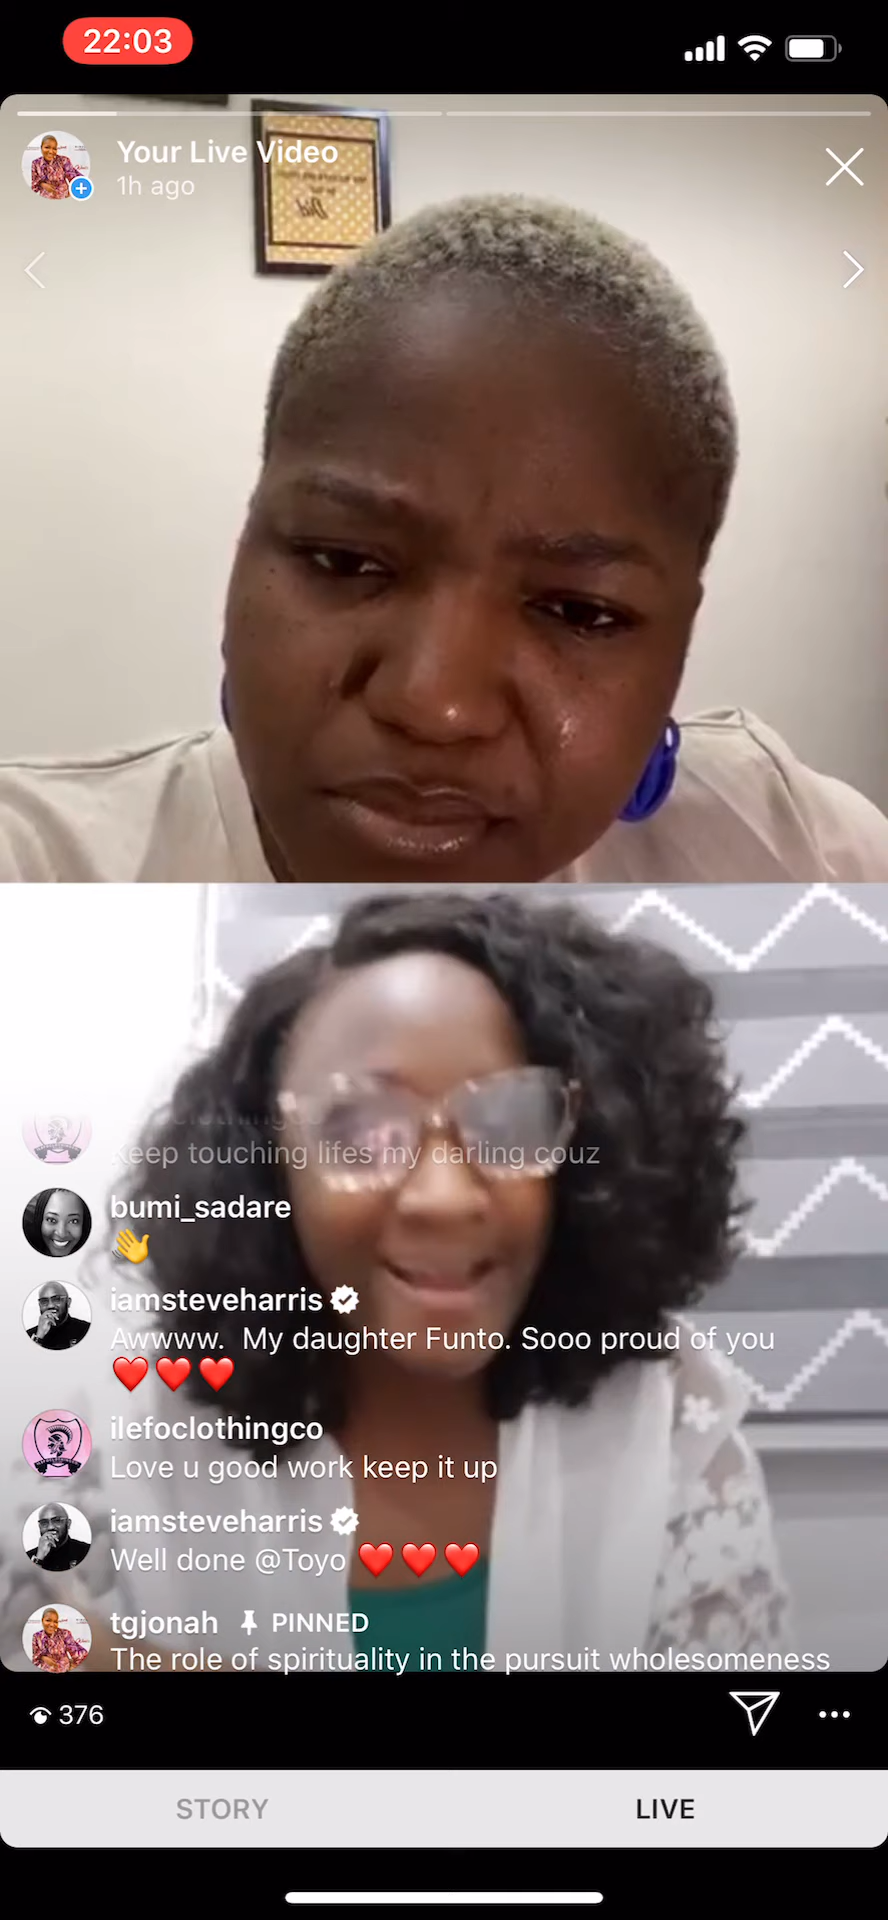 22:03
Your Live Video
1h ago
Keep touching lifes my darling couz
bumi_sadare
iamsteveharris
Awwww. My daughter Funto. Sooo proud of you
ilefoclothingco
Love u good work keep it up
iamsteveharris
Well done @Toyo
tgjonah PINNED
The role of spirituality in the pursuit wholesomeness
376
STORY
LIVE